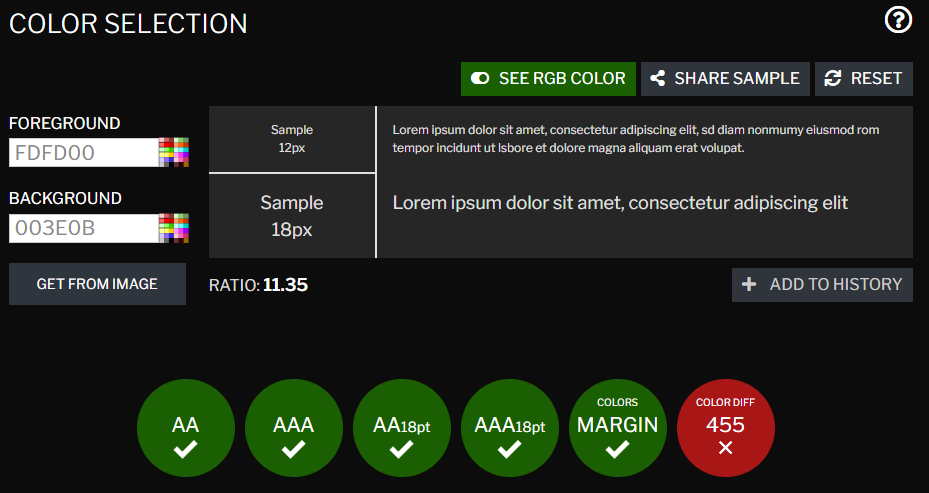 COLOR SELECTION
SEE RGB COLOR
SHARE SAMPLE
RESET
FOREGROUND
FDFD00
BACKGROUND
003E0B
GET FROM IMAGE
Sample
12px
Lorem ipsum dolor sit amet, consectetur adipiscing elit, sd diam nonmumy eiusmod rom
tempor incidunt ut lsbore et dolore magna aliquam erat volupat.
Sample
18px
Lorem ipsum dolor sit amet, consectetur adipiscing elit
RATIO: 11.35
ADD TO HISTORY
AA
AAA
AA18pt
AAA18pt
COLORS
MARGIN
COLOR DIFF
455